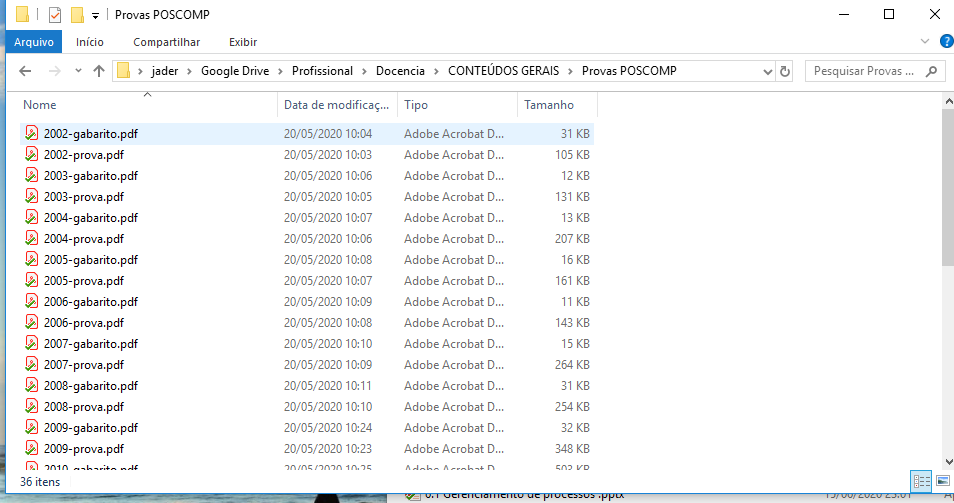 Provas POSCOMP
Arquivo Início Compartilhar Exibir
jader > Google Drive > Profissional > Docencia > CONTEÚDOS GERAIS > Provas POSCOMP Pesquisar Provas ...
Nome Data de modificaç... Tipo Tamanho
2002-gabarito.pdf 20/05/2020 10:04 Adobe Acrobat D... 31 KB
2002-prova.pdf 20/05/2020 10:03 Adobe Acrobat D... 105 KB
2003-gabarito.pdf 20/05/2020 10:06 Adobe Acrobat D... 12 KB
2003-prova.pdf 20/05/2020 10:05 Adobe Acrobat D... 131 KB
2004-gabarito.pdf 20/05/2020 10:07 Adobe Acrobat D... 13 KB
2004-prova.pdf 20/05/2020 10:06 Adobe Acrobat D... 207 KB
2005-gabarito.pdf 20/05/2020 10:08 Adobe Acrobat D... 16 KB
2005-prova.pdf 20/05/2020 10:07 Adobe Acrobat D... 161 KB
2006-gabarito.pdf 20/05/2020 10:09 Adobe Acrobat D... 11 KB
2006-prova.pdf 20/05/2020 10:08 Adobe Acrobat D... 143 KB
2007-gabarito.pdf 20/05/2020 10:10 Adobe Acrobat D... 15 KB
2007-prova.pdf 20/05/2020 10:09 Adobe Acrobat D... 264 KB
2008-gabarito.pdf 20/05/2020 10:11 Adobe Acrobat D... 31 KB
2008-prova.pdf 20/05/2020 10:10 Adobe Acrobat D... 254 KB
2009-gabarito.pdf 20/05/2020 10:24 Adobe Acrobat D... 32 KB
2009-prova.pdf 20/05/2020 10:23 Adobe Acrobat D... 348 KB
2010-gabarito.pdf 20/05/2020 10:25 Adobe Acrobat D... 503 KB
36 itens
6.1 Gerenciamento de processos .pptx